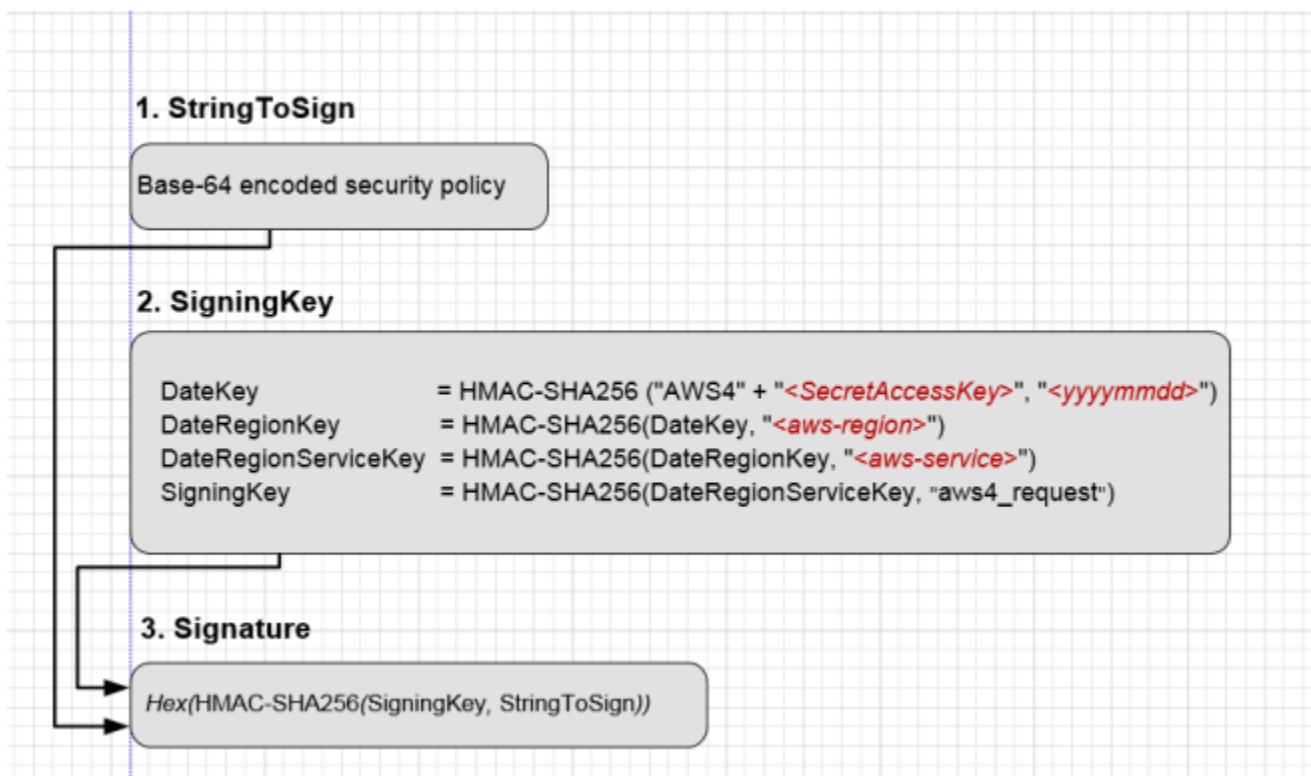 1. StringToSign
Base-64 encoded security policy
2. SigningKey
DateKey = HMAC-SHA256 ("AWS4" + "<SecretAccessKey>", "<yyyymmdd>")
DateRegionKey = HMAC-SHA256(DateKey, "<aws-region>")
DateRegionServiceKey = HMAC-SHA256(DateRegionKey, "<aws-service>")
SigningKey = HMAC-SHA256(DateRegionServiceKey, "aws4_request")
3. Signature
Hex(HMAC-SHA256(SigningKey, StringToSign))